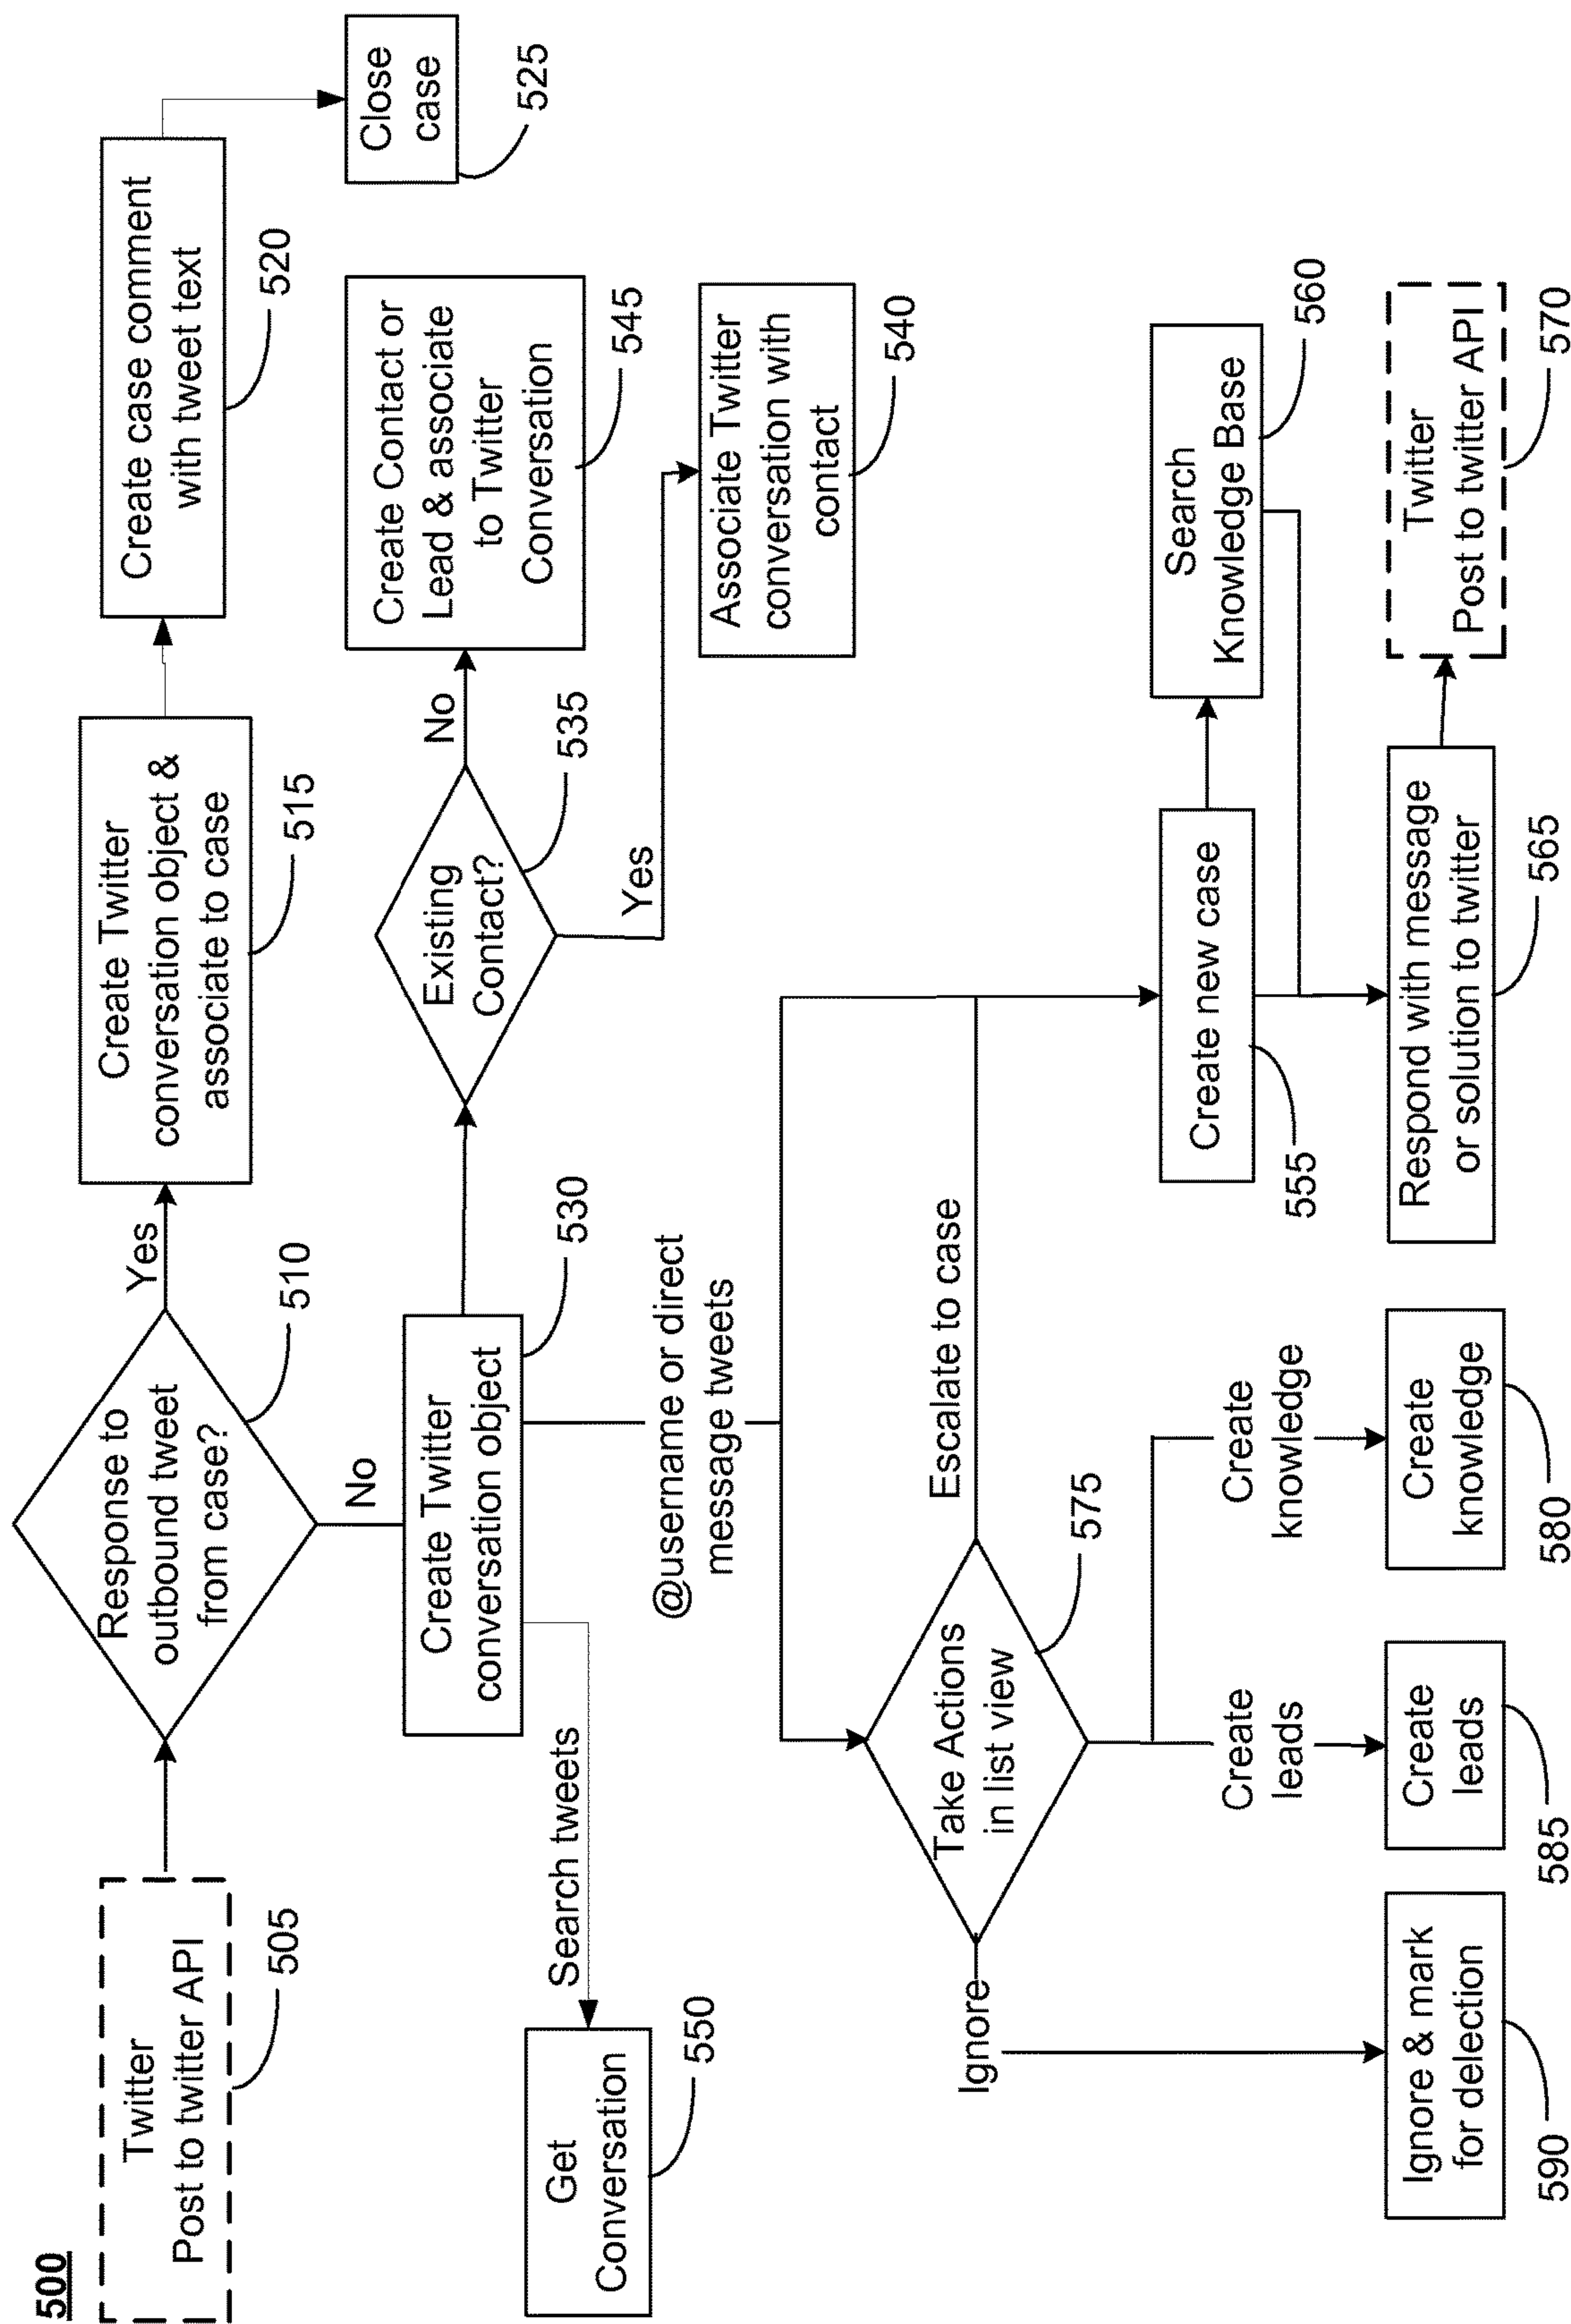 500
Twitter
Post to twitter API
505
Response to
outbound tweet
from case?
510
Yes
Create Twitter
conversation object &
associate to case
515
Create case comment
with tweet text
520
Close
case
525
No
Create Twitter
conversation object
530
Existing
Contact?
535
No
Create Contact or
Lead & associate
to Twitter
Conversation
545
Yes
Associate Twitter
conversation with
contact
540
Search tweets
Get
Conversation
550
@username or direct
message tweets
Take Actions
in list view
575
Escalate to case
Create new case
555
Search
Knowledge Base
560
Respond with message
or solution to twitter
565
Twitter
Post to twitter API
570
Ignore
Ignore & mark
for delection
590
Create
leads
Create
leads
585
Create
knowledge
Create
knowledge
580